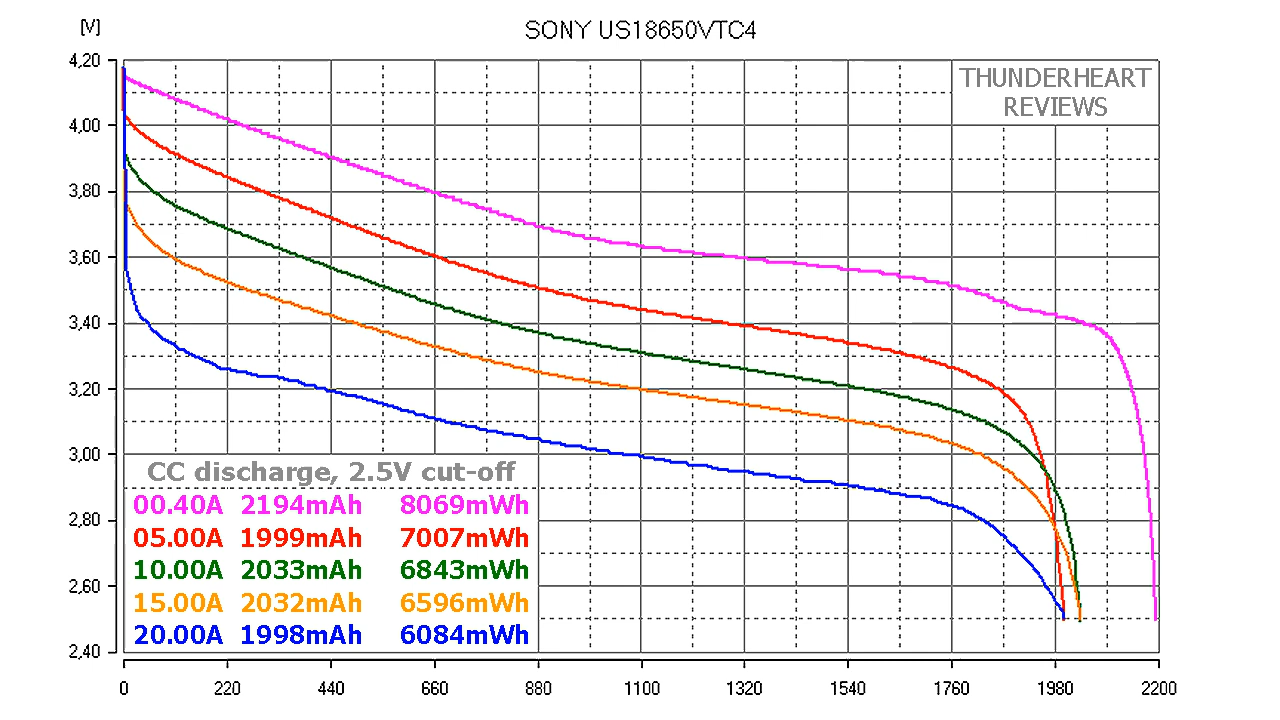 [V]
SONY US18650VTC4
THUNDERHEART
REVIEWS
4,20
4,00
3,80
3,60
3,40
3,20
3,00
2,80
2,60
2,40
CC discharge, 2.5V cut-off
00.40A 2194mAh 8069mWh
05.00A 1999mAh 7007mWh
10.00A 2033mAh 6843mWh
15.00A 2032mAh 6596mWh
20.00A 1998mAh 6084mWh
0 220 440 660 880 1100 1320 1540 1760 1980 2200